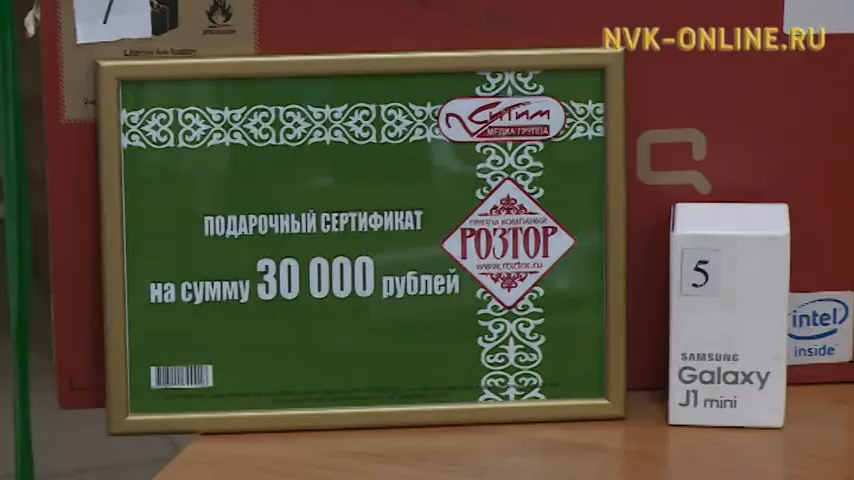 NVK-ONLINE.RU
Ситим
МЕДИА ГРУППА
ПОДАРОЧНЫЙ СЕРТИФИКАТ
на сумму 30 000 рублей
ГРУППА КОМПАНИЙ
РОЗТОР
www.roztor.ru
5
SAMSUNG
Galaxy
J1 mini
intel
inside